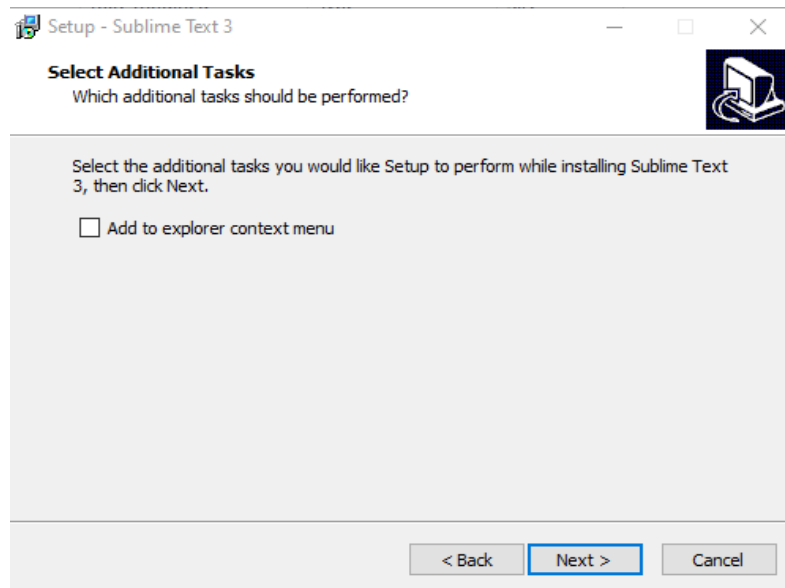 Setup - Sublime Text 3
Select Additional Tasks
Which additional tasks should be performed?
Select the additional tasks you would like Setup to perform while installing Sublime Text
3, then click Next.
Add to explorer context menu
< Back
Next >
Cancel